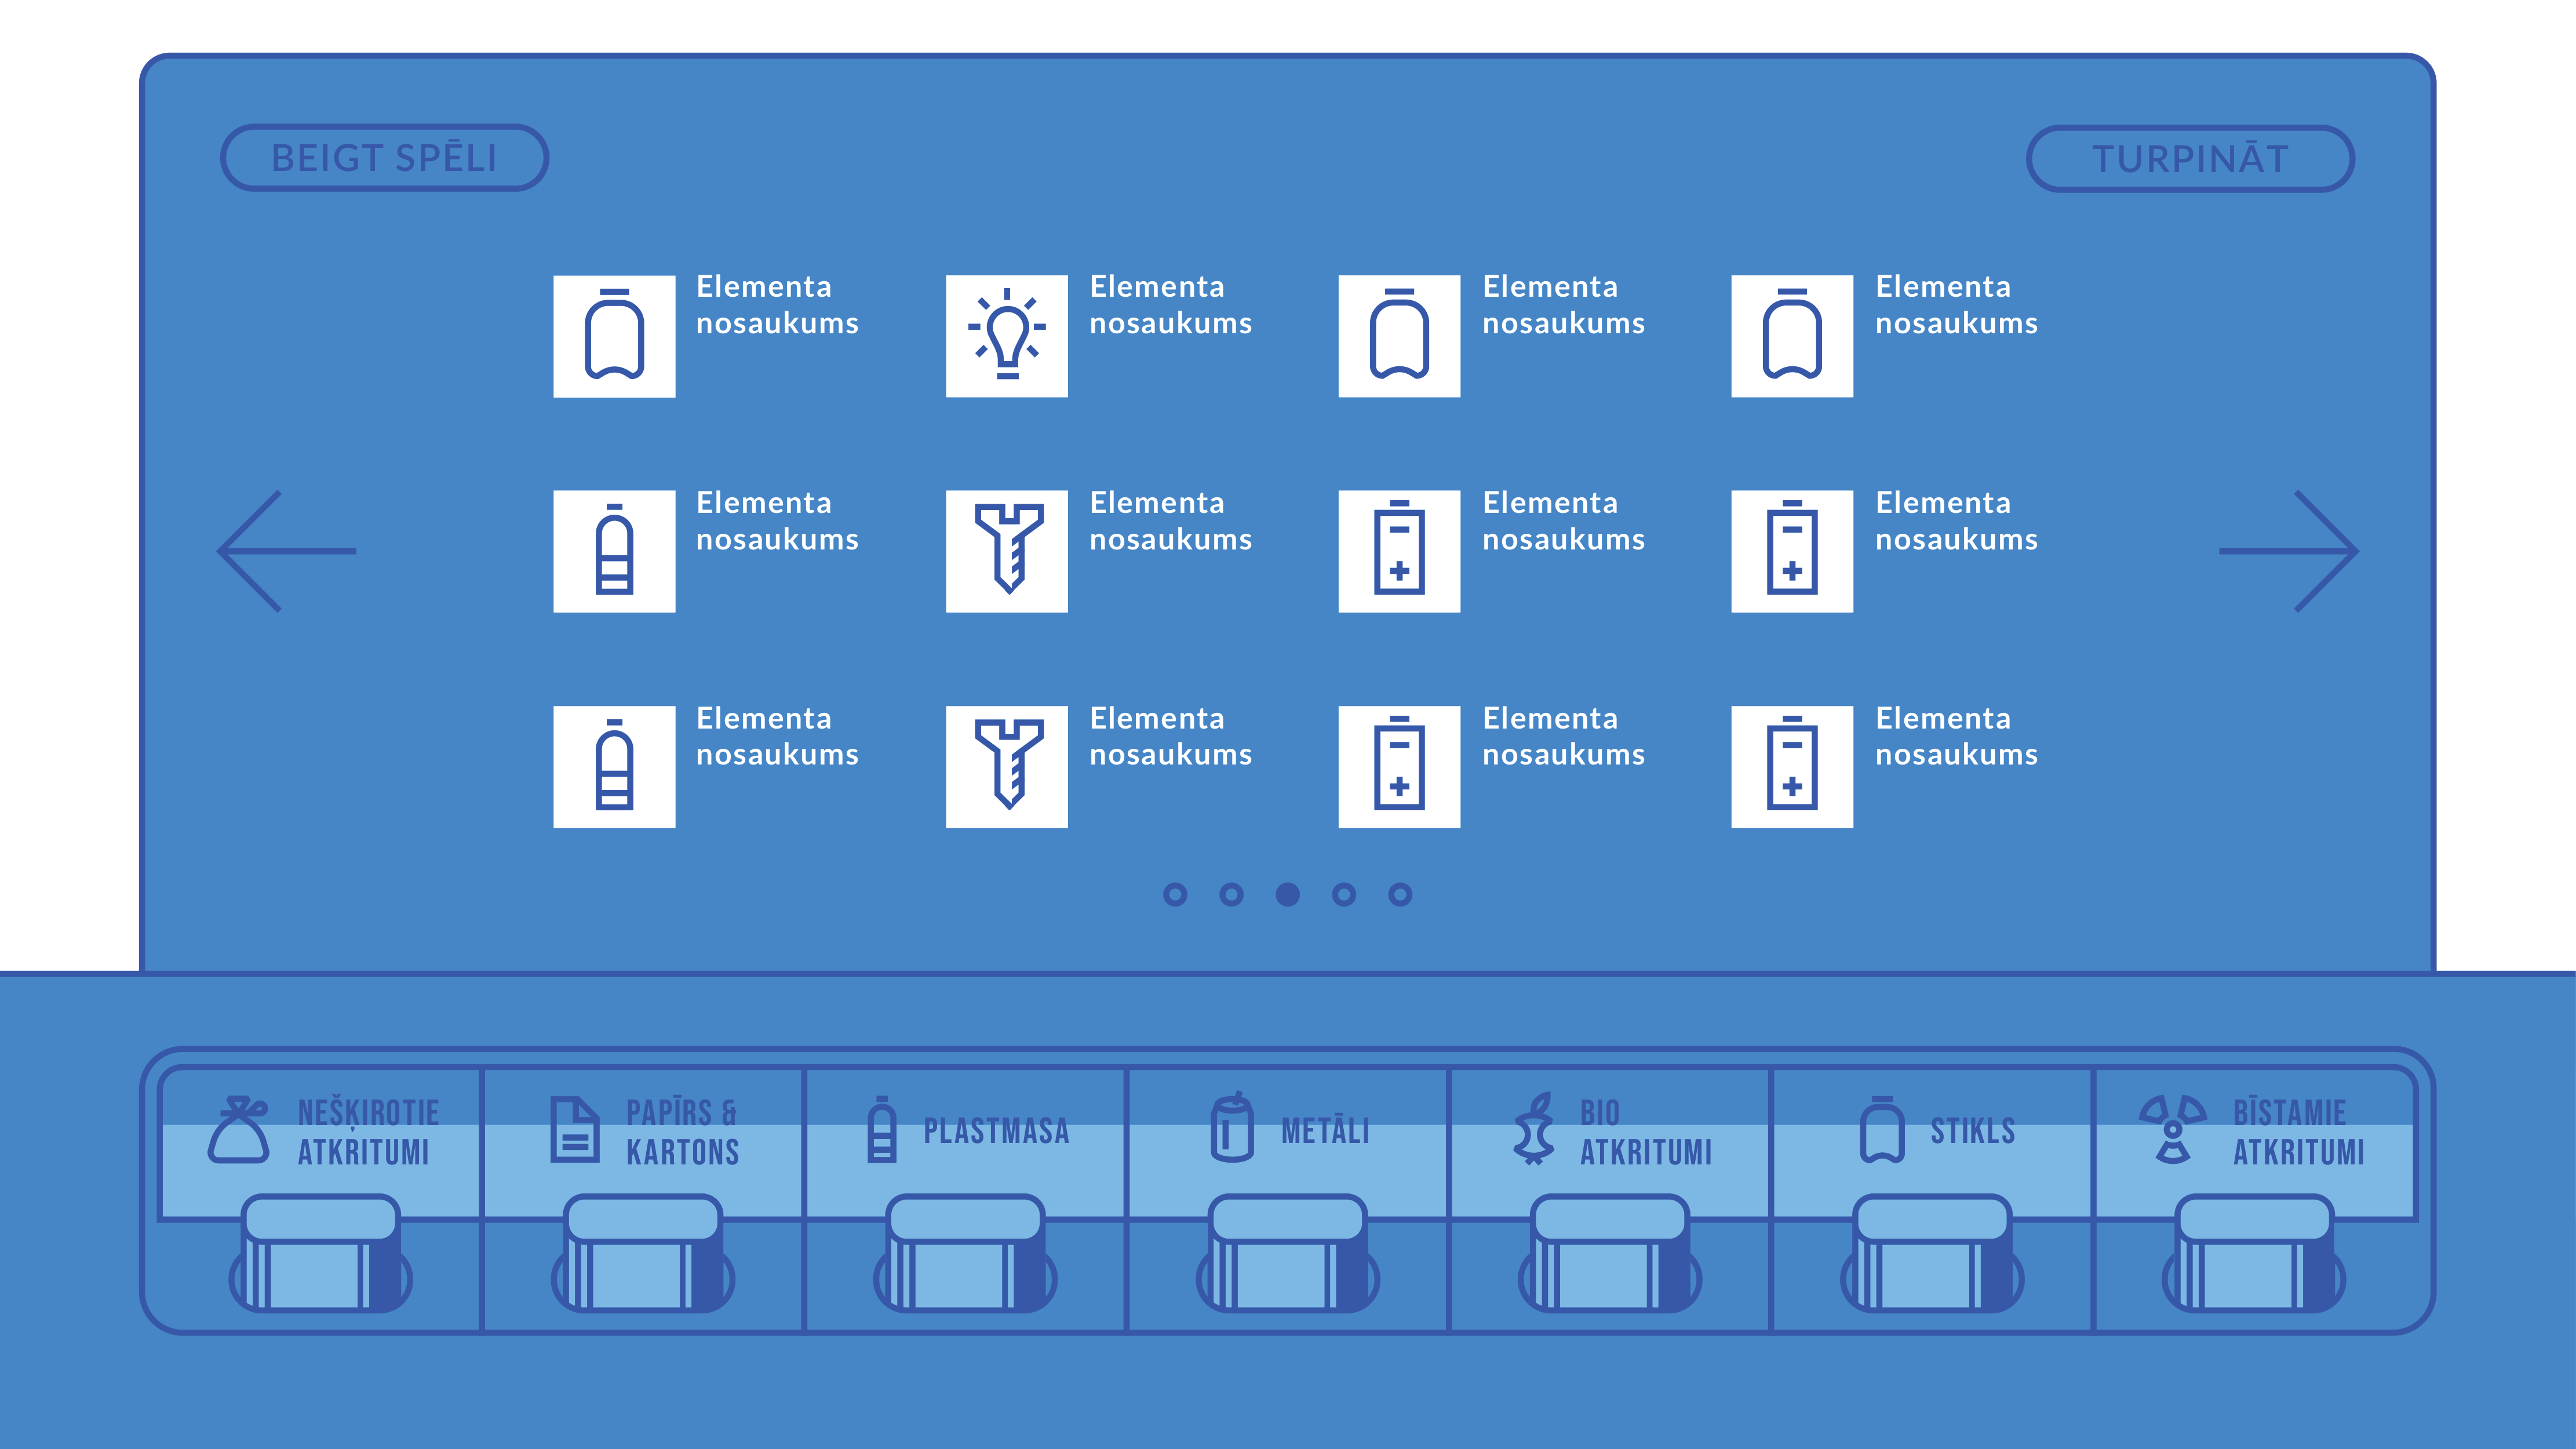 BEIGT SPĒLI
TURPINĀT
Elementa
nosaukums
Elementa
nosaukums
Elementa
nosaukums
Elementa
nosaukums
Elementa
nosaukums
Elementa
nosaukums
Elementa
nosaukums
Elementa
nosaukums
Elementa
nosaukums
Elementa
nosaukums
Elementa
nosaukums
Elementa
nosaukums
NEŠĶIROTIE
ATKRITUMI
PAPĪRS &
KARTONS
PLASTMASA
METĀLI
BIO
ATKRITUMI
STIKLS
BĪSTAMIE
ATKRITUMI